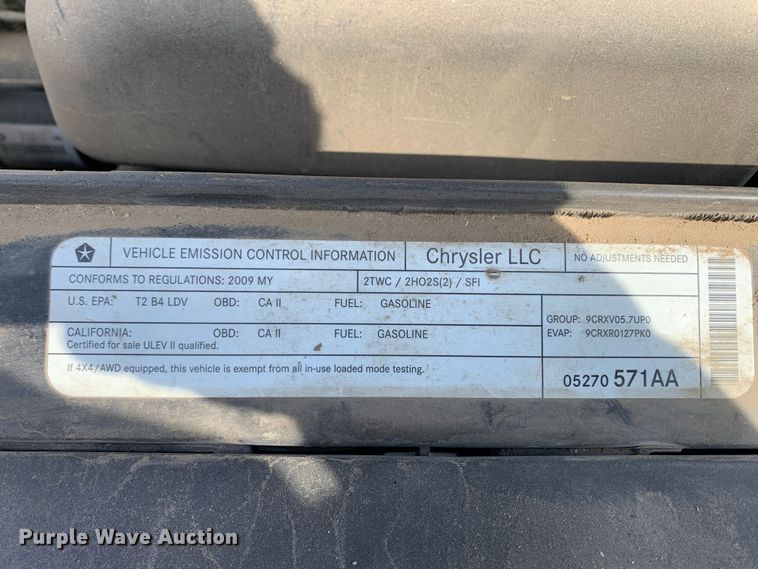 VEHICLE EMISSION CONTROL INFORMATION Chrysler LLC NO ADJUSTMENTS NEEDED
CONFORMS TO REGULATIONS: 2009 MY 2TWC / 2HO2S(2) / SFI
U.S. EPA: T2 B4 LDV OBD: CA II FUEL: GASOLINE
GROUP: 9CRXV05.7UP0
EVAP: 9CRXR0127PK0
CALIFORNIA: OBD: CA II FUEL: GASOLINE
Certified for sale ULEV II qualified.
If 4X4/AWD equipped, this vehicle is exempt from all in-use loaded mode testing.
05270 571AA
Purple Wave Auction